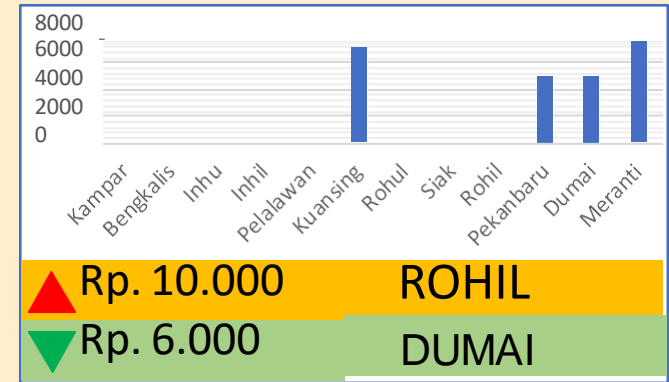 8000
6000
4000
2000
0
Kampar
Bengkalis
Inhu
Inhil
Pelalawan
Kuansing
Rohul
Siak
Rohil
Pekanbaru
Dumai
Meranti
Rp. 10.000 ROHIL
Rp. 6.000 DUMAI